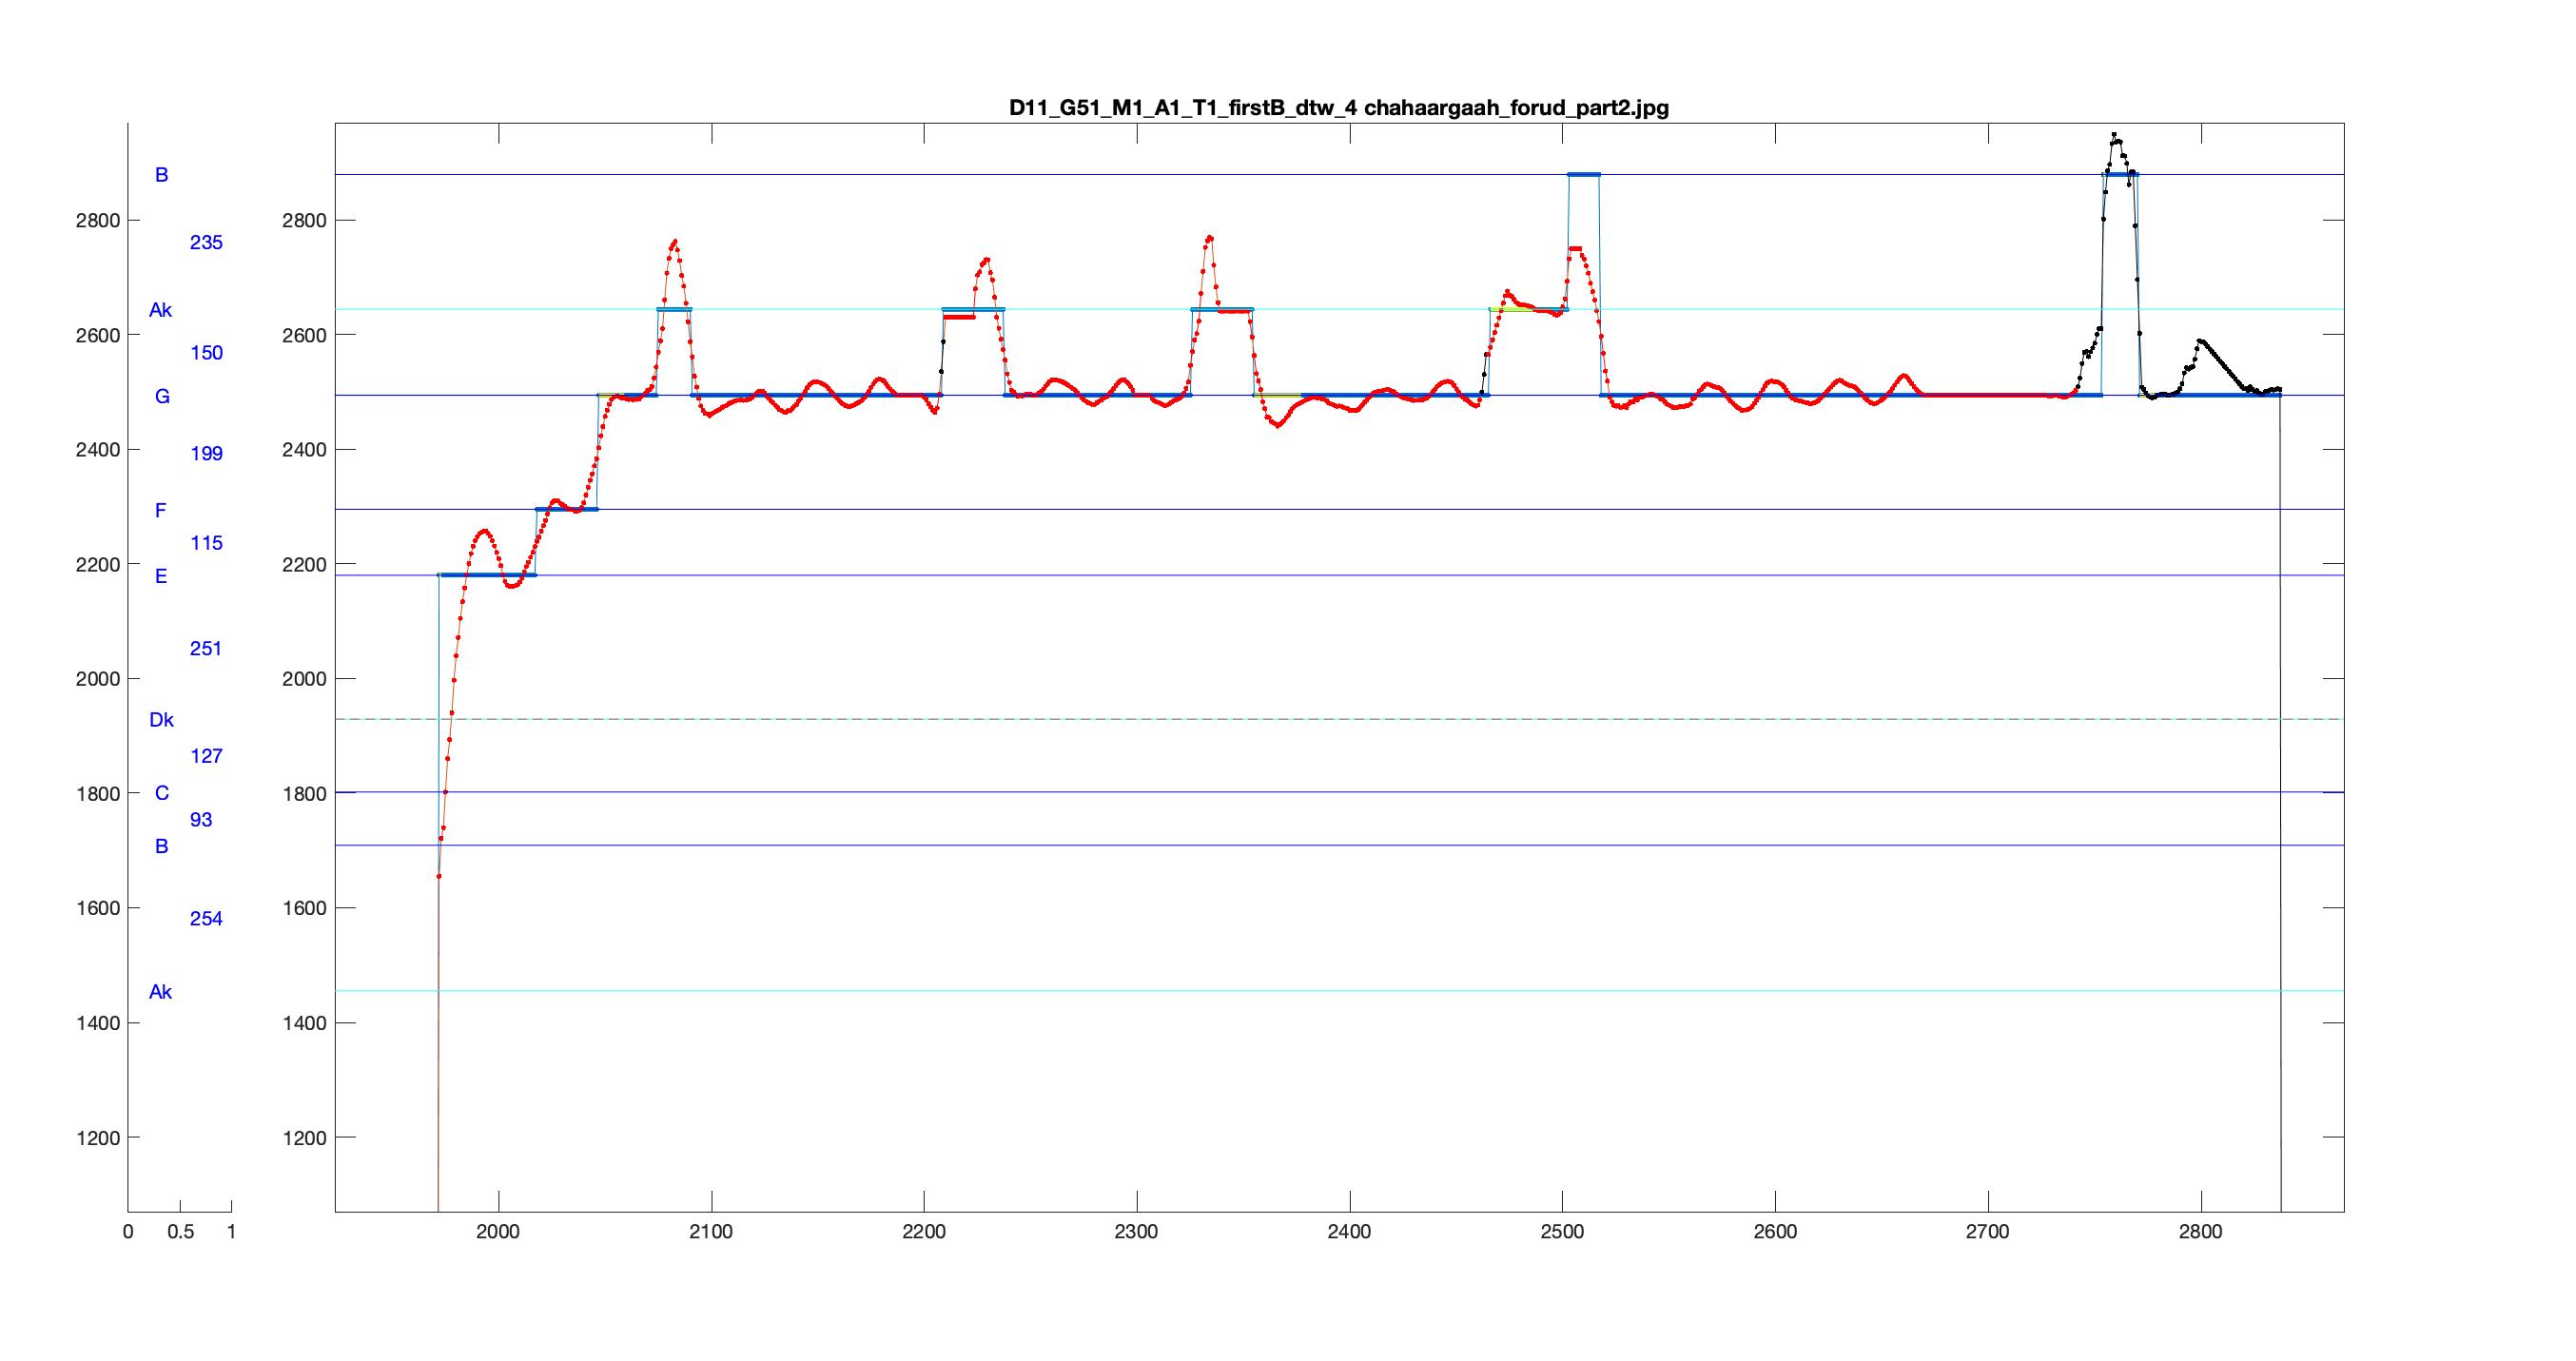 D11_G51_M1_A1_T1_firstB_dtw_4 chahaargaah_forud_part2.jpg
B
2800 2800
235
Ak
2600 2600
150
G
2400 2400
199
F
115
2200 E 2200
251
2000 2000
Dk
127
1800 C 1800
93
B
1600 254 1600
Ak
1400 1400
1200 1200
0 0.5 1 2000 2100 2200 2300 2400 2500 2600 2700 2800